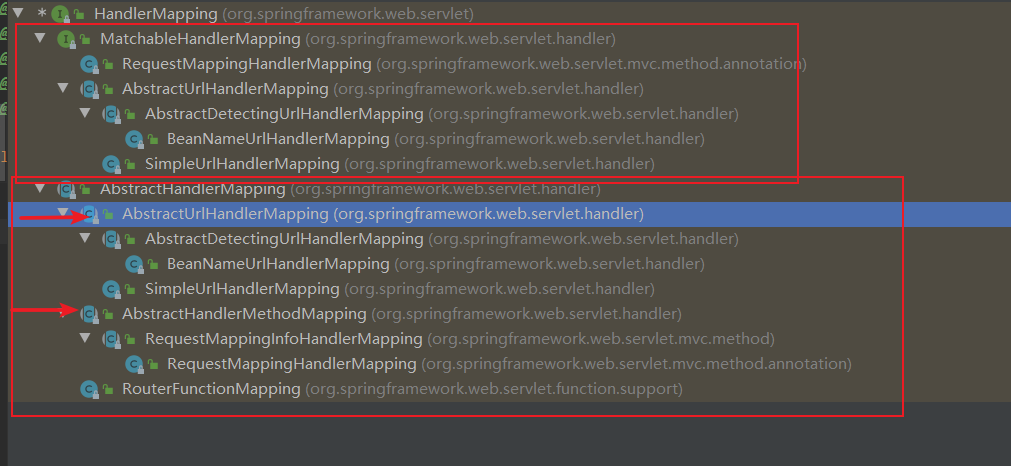 * HandlerMapping (org.springframework.web.servlet)
MatchableHandlerMapping (org.springframework.web.servlet.handler)
RequestMappingHandlerMapping (org.springframework.web.servlet.mvc.method.annotation)
AbstractUrlHandlerMapping (org.springframework.web.servlet.handler)
AbstractDetectingUrlHandlerMapping (org.springframework.web.servlet.handler)
BeanNameUrlHandlerMapping (org.springframework.web.servlet.handler)
SimpleUrlHandlerMapping (org.springframework.web.servlet.handler)
AbstractHandlerMapping (org.springframework.web.servlet.handler)
AbstractUrlHandlerMapping (org.springframework.web.servlet.handler)
AbstractDetectingUrlHandlerMapping (org.springframework.web.servlet.handler)
BeanNameUrlHandlerMapping (org.springframework.web.servlet.handler)
SimpleUrlHandlerMapping (org.springframework.web.servlet.handler)
AbstractHandlerMethodMapping (org.springframework.web.servlet.handler)
RequestMappingInfoHandlerMapping (org.springframework.web.servlet.mvc.method)
RequestMappingHandlerMapping (org.springframework.web.servlet.mvc.method.annotation)
RouterFunctionMapping (org.springframework.web.servlet.function.support)